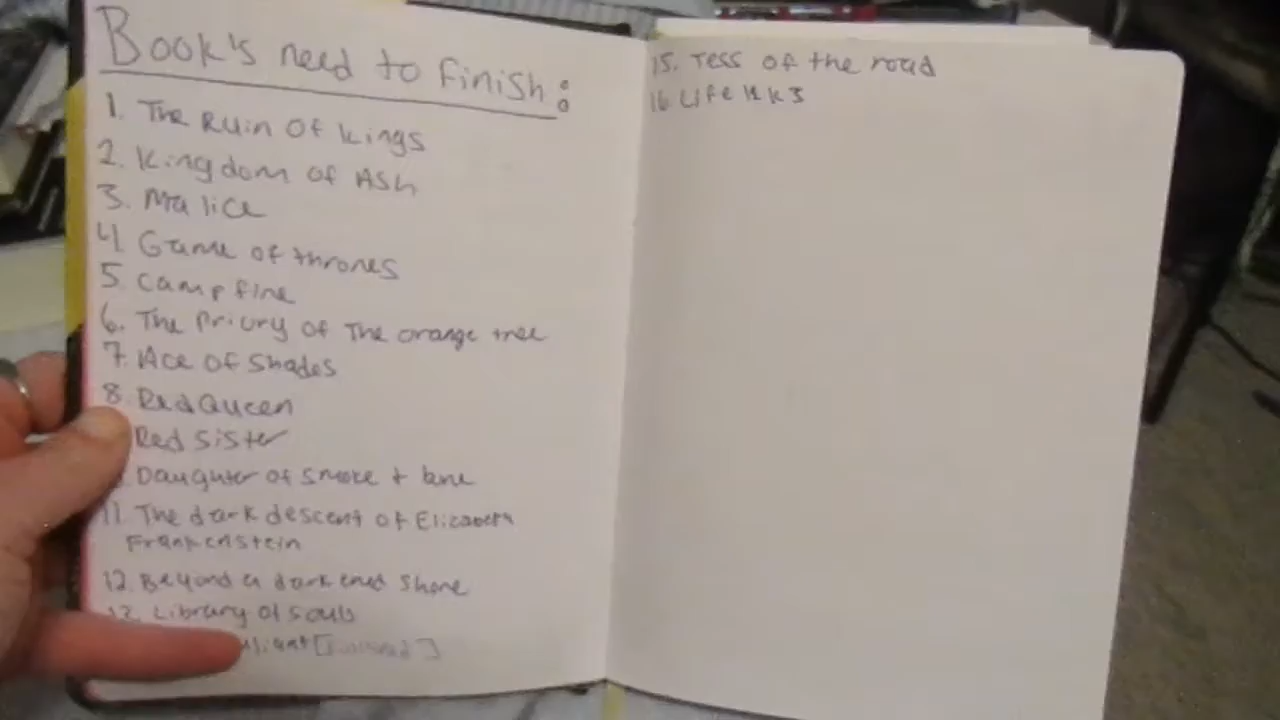 Book's need to finish:
1. The Ruin Of kings
2. Kingdom of Ash
3. Malice
4. Game of thrones
5. Campfire
6. The Priory of The orange tree
7. Ace of Shades
8. Red Queen
Red Sister
Daughter of Smoke + bone
11. The dark descent of Elizabeth
Frankenstein
12. Beyond a darkened Shore
Library of Souls
15. Tess of the road
16. Life